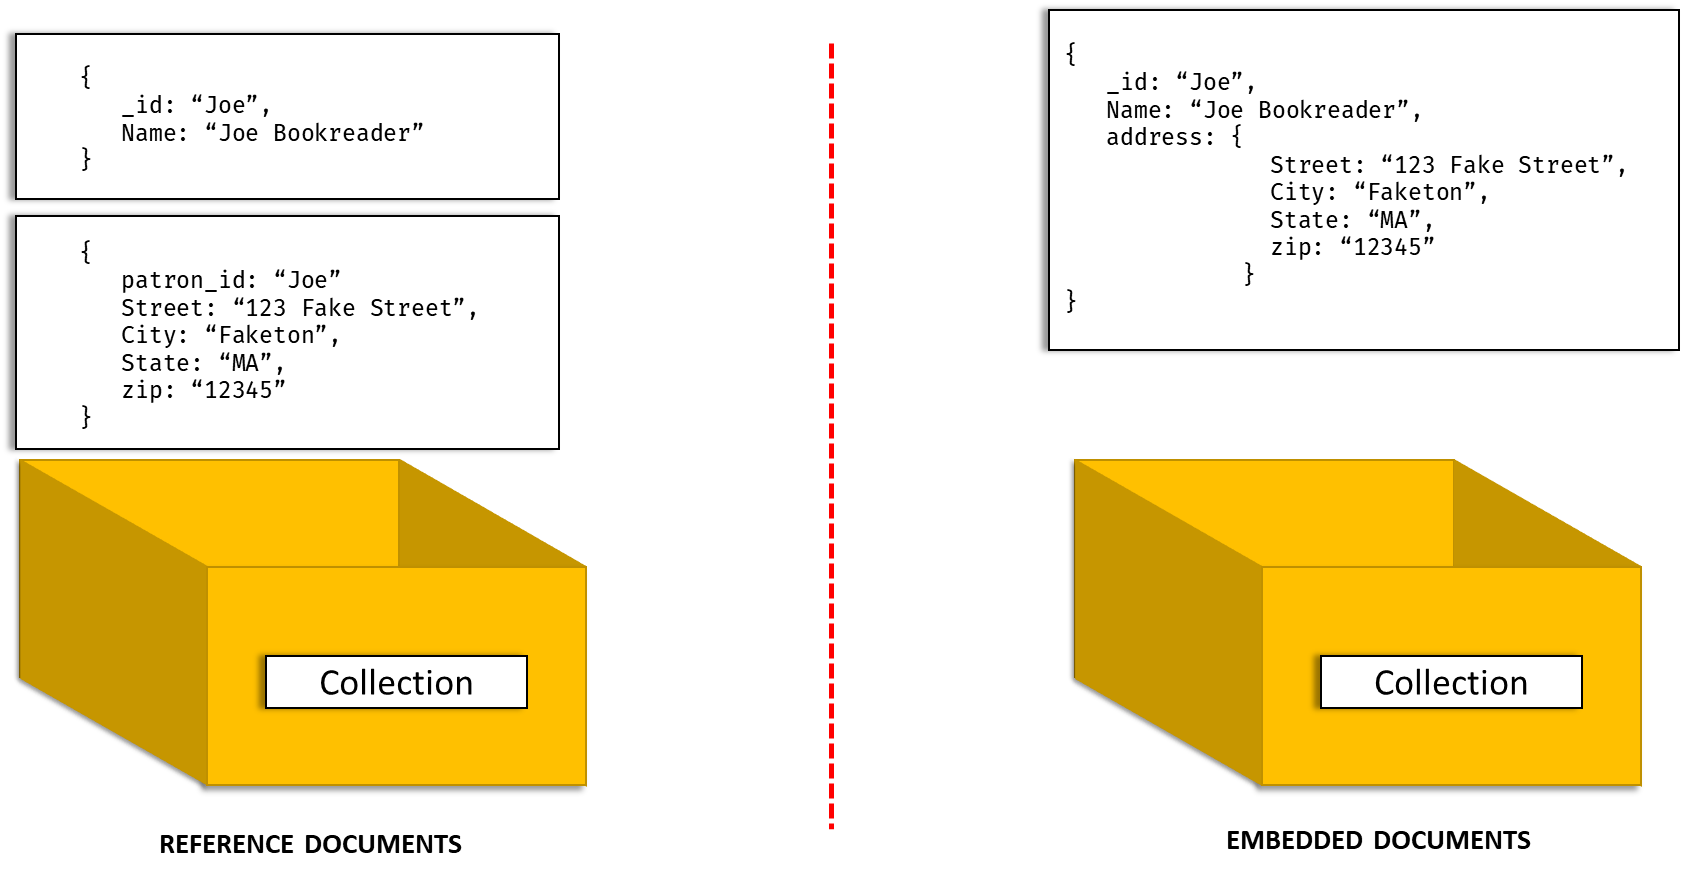 {
_id: “Joe”,
Name: “Joe Bookreader”
}
{
patron_id: “Joe”
Street: “123 Fake Street”,
City: “Faketon”,
State: “MA”,
zip: “12345”
}
Collection
REFERENCE DOCUMENTS
{
_id: “Joe”,
Name: “Joe Bookreader”,
address: {
Street: “123 Fake Street”,
City: “Faketon”,
State: “MA”,
zip: “12345”
}
}
Collection
EMBEDDED DOCUMENTS